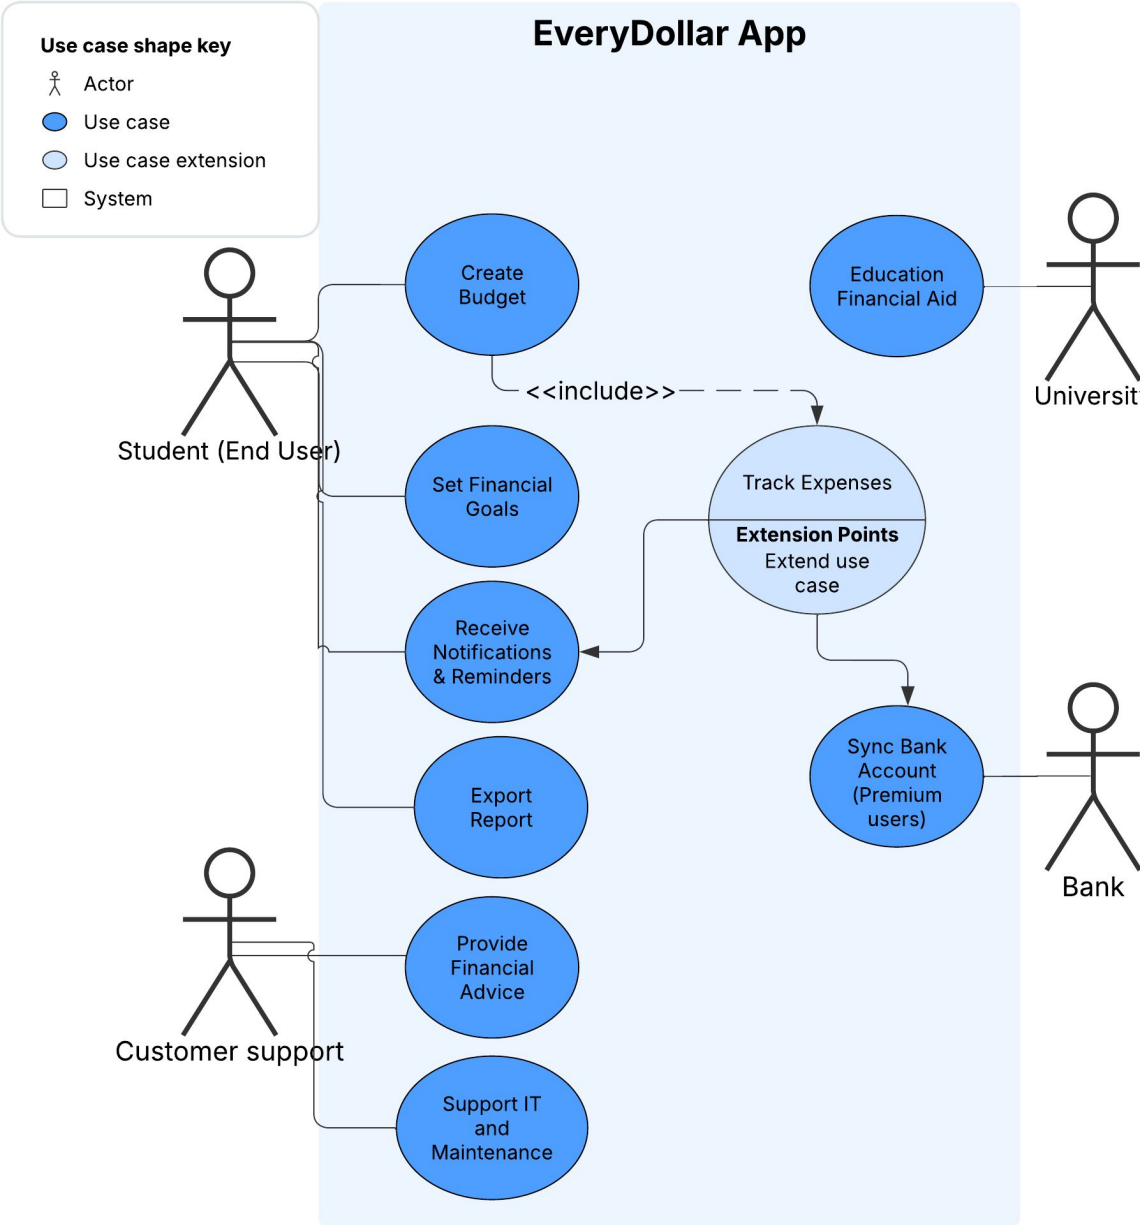 EveryDollar App
Use case shape key
Actor
Use case
Use case extension
System
Create
Budget
Education
Financial Aid
Universit
<<include>>
Student (End User)
Set Financial
Goals
Track Expenses
Extension Points
Extend use
case
Receive
Notifications
& Reminders
Sync Bank
Account
(Premium
users)
Export
Report
Bank
Provide
Financial
Advice
Customer support
Support IT
and
Maintenance